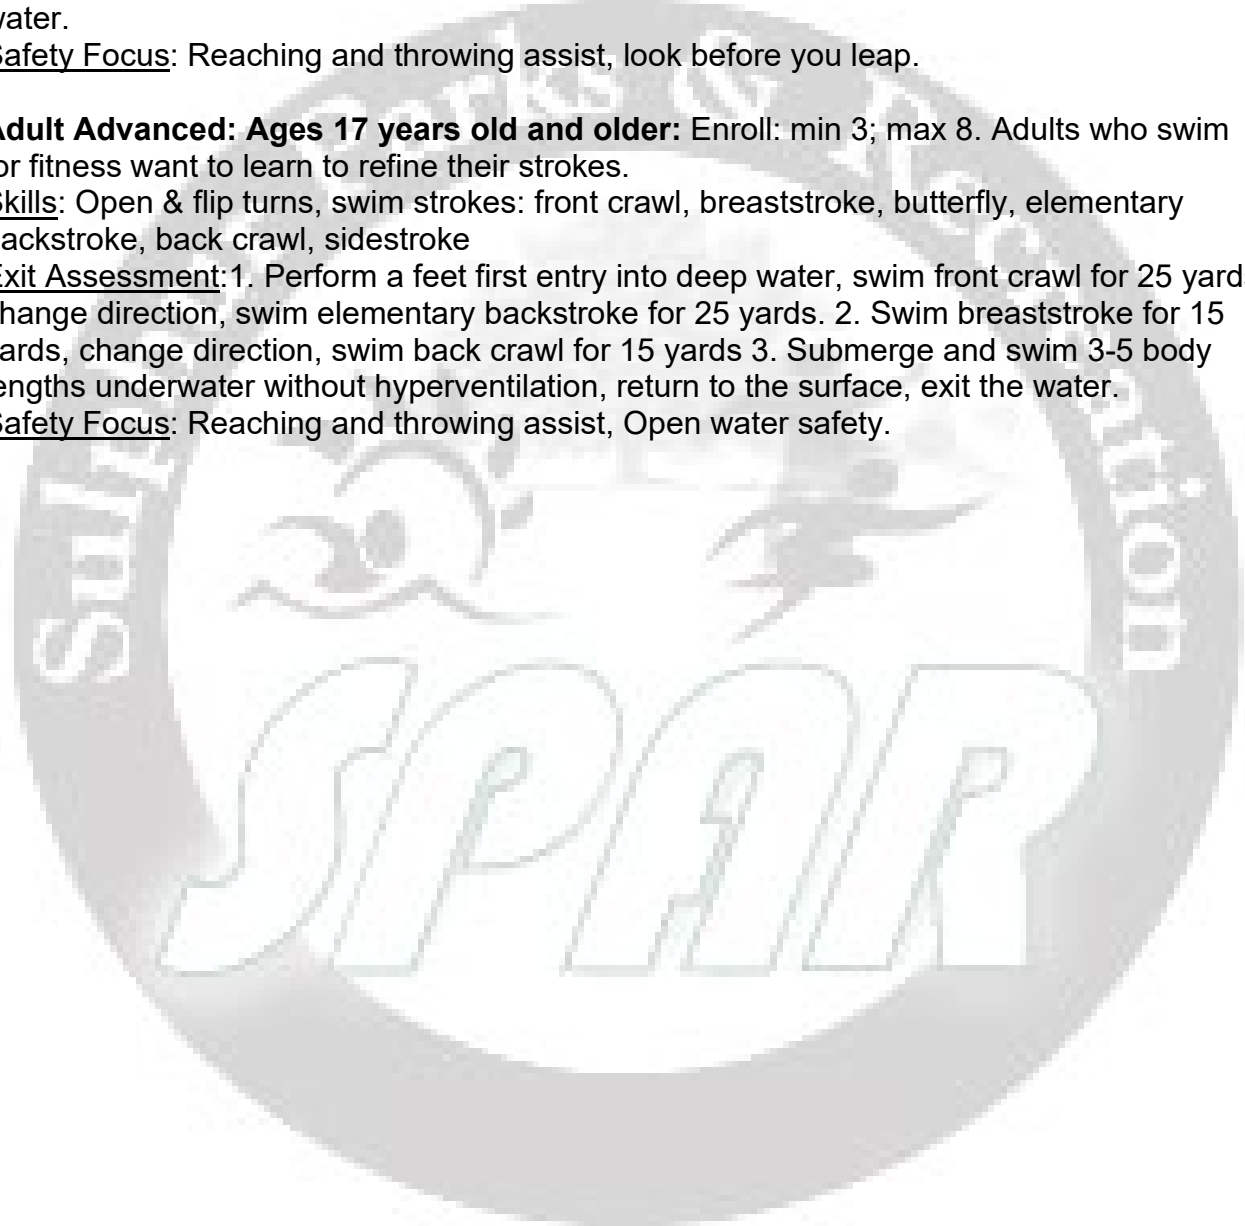 water.
Safety Focus: Reaching and throwing assist, look before you leap.
Adult Advanced: Ages 17 years old and older: Enroll: min 3; max 8. Adults who swim
for fitness want to learn to refine their strokes.
Skills: Open & flip turns, swim strokes: front crawl, breaststroke, butterfly, elementary
backstroke, back crawl, sidestroke
Exit Assessment:1. Perform a feet first entry into deep water, swim front crawl for 25 yard
change direction, swim elementary backstroke for 25 yards. 2. Swim breaststroke for 15
yards, change direction, swim back crawl for 15 yards 3. Submerge and swim 3-5 body
lengths underwater without hyperventilation, return to the surface, exit the water.
Safety Focus: Reaching and throwing assist, Open water safety.
Sulphur Parks & Recreation
SPAR